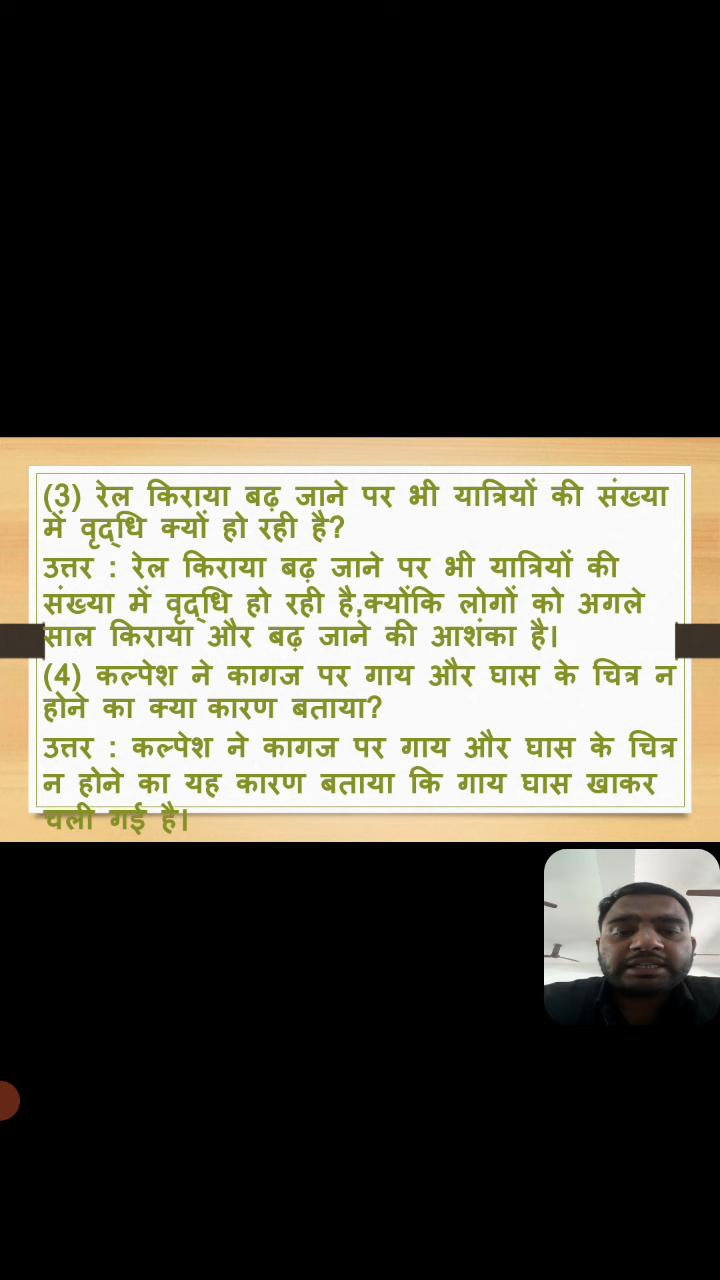 (3) रेल किराया बढ़ जाने पर भी यात्रियों की संख्या
में वृद्धि क्यों हो रही है?
उत्तर : रेल किराया बढ़ जाने पर भी यात्रियों की
संख्या में वृद्धि हो रही है,क्योंकि लोगों को अगले
साल किराया और बढ़ जाने की आशंका है।
(4) कल्पेश ने कागज पर गाय और घास के चित्र न
होने का क्या कारण बताया?
उत्तर : कल्पेश ने कागज पर गाय और घास के चित्र
न होने का यह कारण बताया कि गाय घास खाकर
चली गई है।